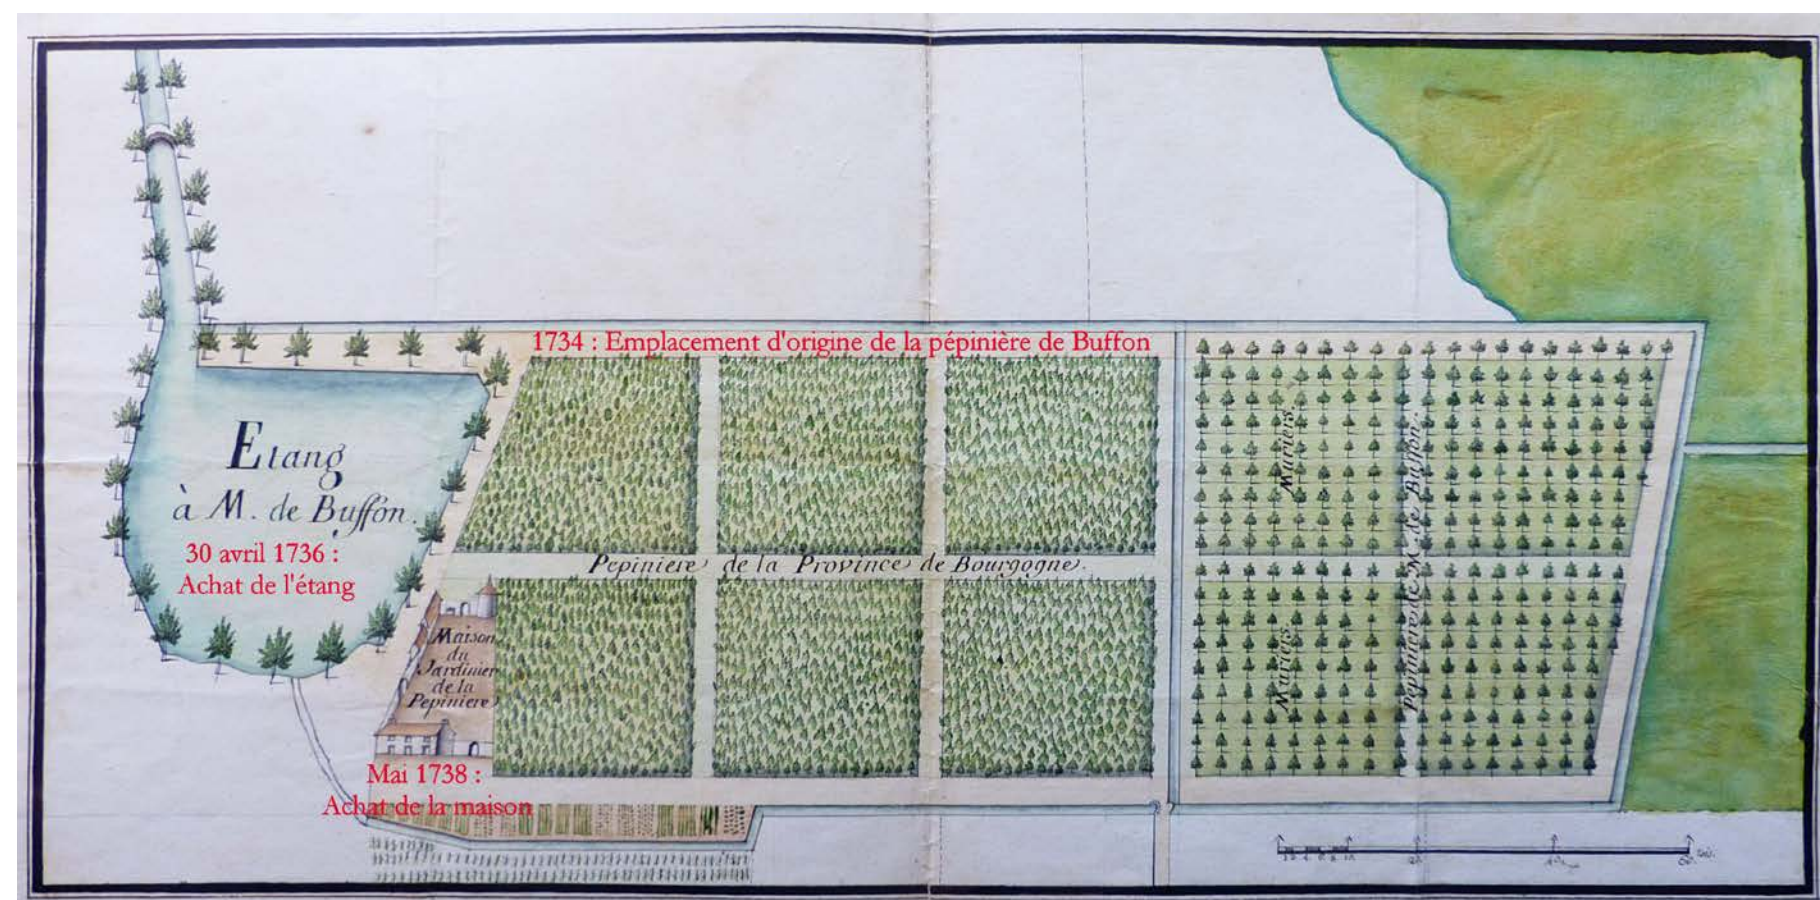 1734 : Emplacement d'origine de la pépinière de Buffon
Etang
à M. de Buffon.
30 avril 1736 :
Achat de l'étang
Pepiniere de la Province de Bourgogne.
Maison
du
Jardinier
de la
Pepiniere
Mai 1738 :
Achat de la maison
Muriers
Muriers
Pepiniere de M. de Buffon.